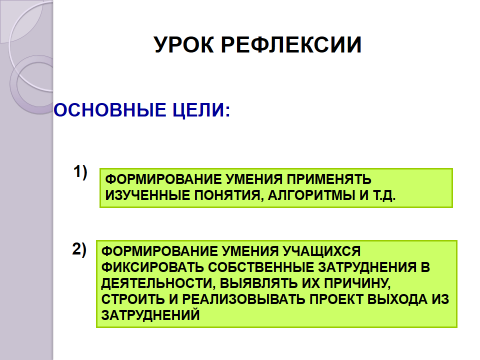 УРОК РЕФЛЕКСИИ
ОСНОВНЫЕ ЦЕЛИ:
1) ФОРМИРОВАНИЕ УМЕНИЯ ПРИМЕНЯТЬ
ИЗУЧЕННЫЕ ПОНЯТИЯ, АЛГОРИТМЫ И Т.Д.
2) ФОРМИРОВАНИЕ УМЕНИЯ УЧАЩИХСЯ
ФИКСИРОВАТЬ СОБСТВЕННЫЕ ЗАТРУДНЕНИЯ В
ДЕЯТЕЛЬНОСТИ, ВЫЯВЛЯТЬ ИХ ПРИЧИНУ,
СТРОИТЬ И РЕАЛИЗОВЫВАТЬ ПРОЕКТ ВЫХОДА ИЗ
ЗАТРУДНЕНИЙ